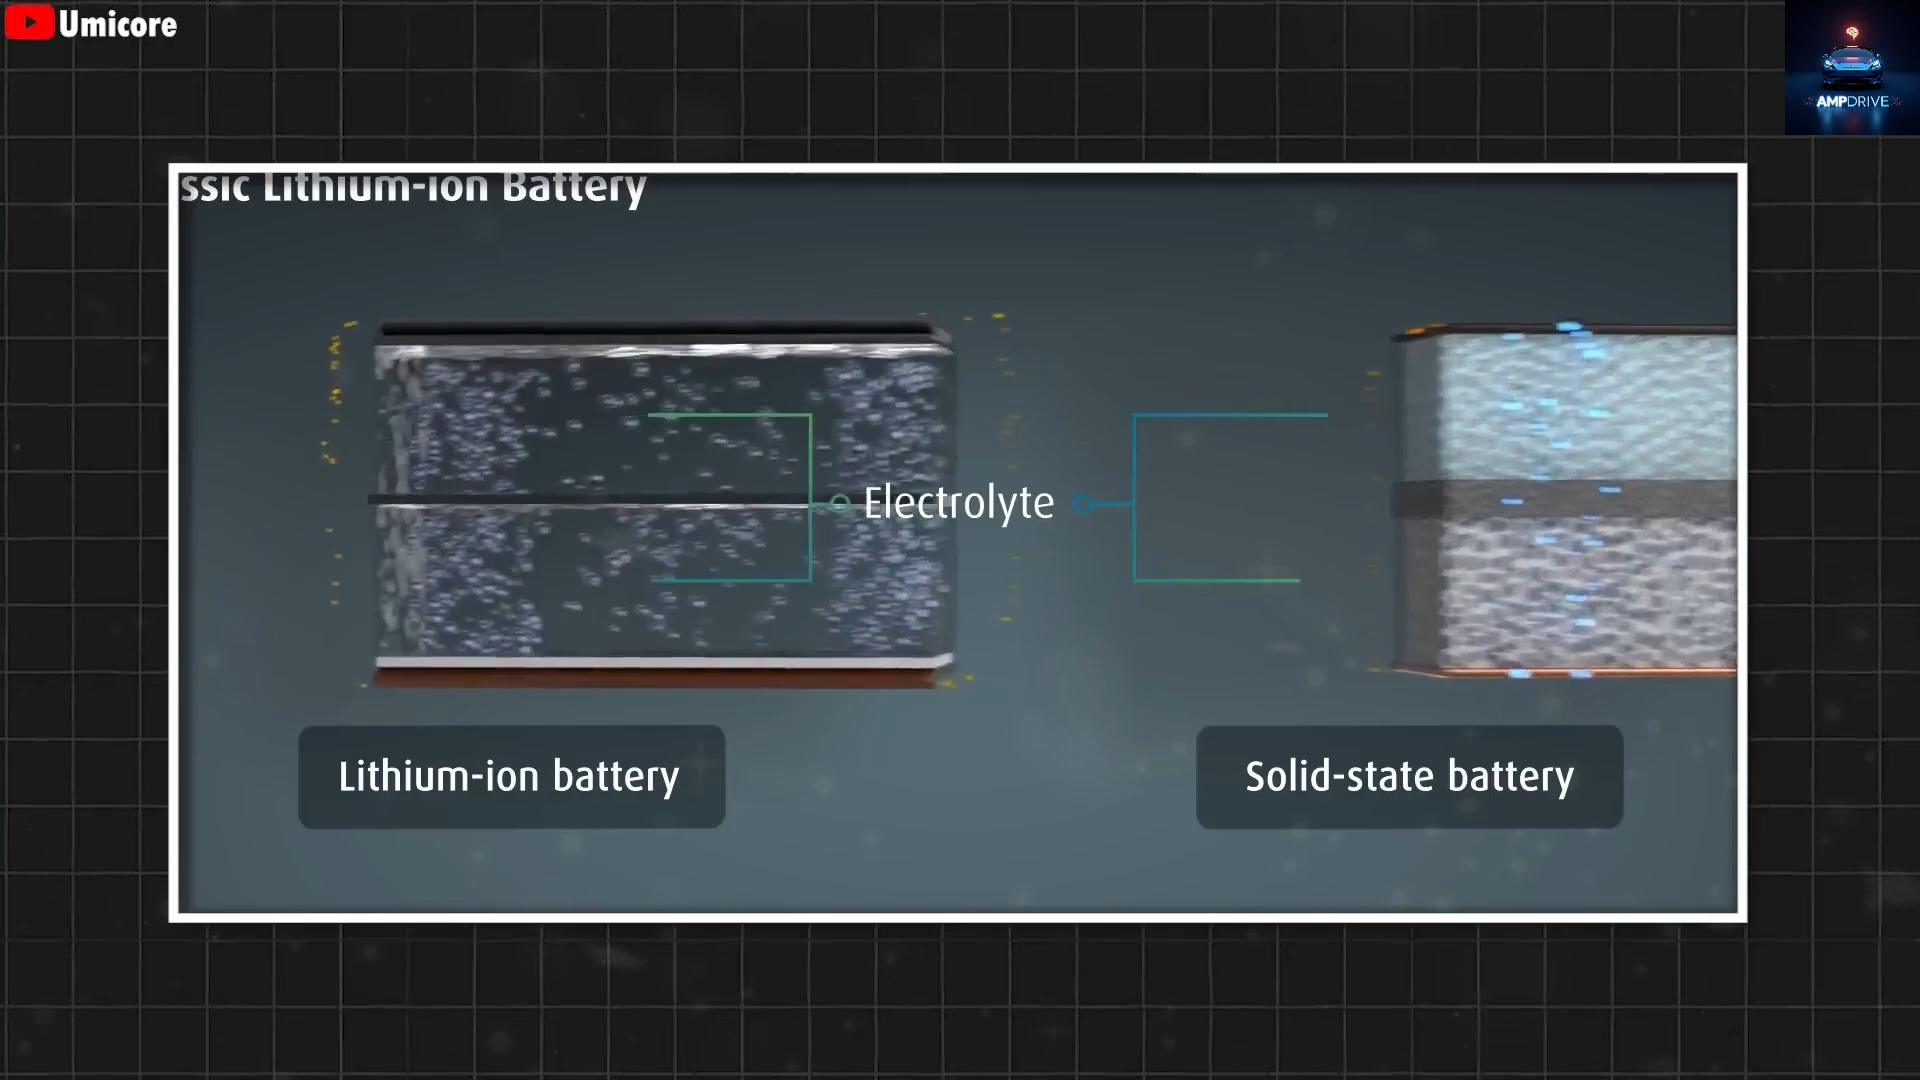 Umicore
AMPDRIVE
ssic Lithium-ion Battery
Electrolyte
Lithium-ion battery
Solid-state battery